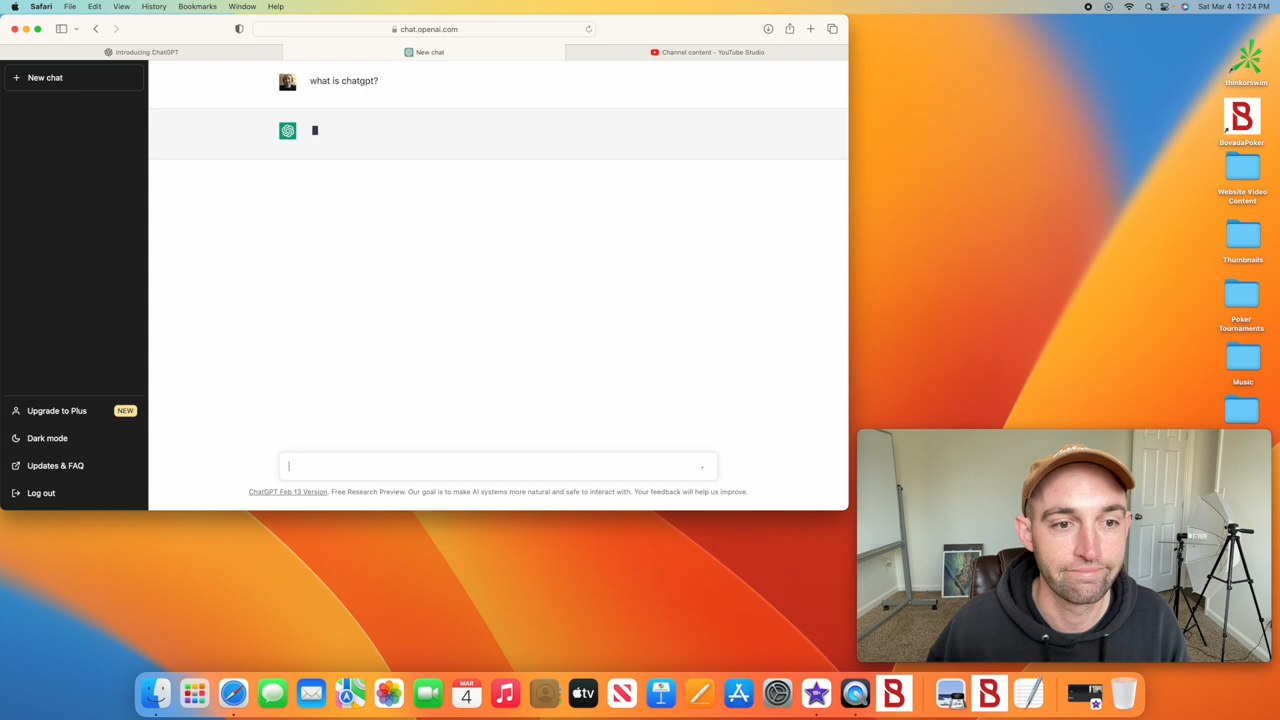 Safari File Edit View History Bookmarks Window Help
Sat Mar 4 12:24 PM
chat.openai.com
Introducing ChatGPT
New chat
Channel content - YouTube Studio
New chat
what is chatgpt?
Upgrade to Plus
NEW
Dark mode
Updates & FAQ
Log out
ChatGPT Feb 13 Version. Free Research Preview. Our goal is to make AI systems more natural and safe to interact with. Your feedback will help us improve.
thinkorswim
B
BovadaPoker
Website Video
Content
Thumbnails
Poker
Tournaments
Music
MAR
4
tv
B
B